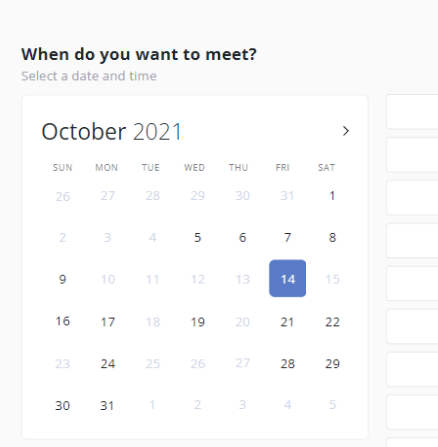 When do you want to meet?
Select a date and time
October 2021
SUN MON TUE WED THU FRI SAT
26 27 28 29 30 31 1
2 3 4 5 6 7 8
9 10 11 12 13 14 15
16 17 18 19 20 21 22
23 24 25 26 27 28 29
30 31 1 2 3 4 5